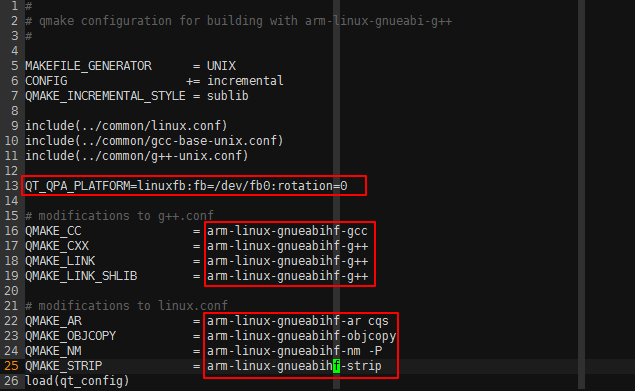 1 #
2 # qmake configuration for building with arm-linux-gnueabi-g++
3 #
4
5 MAKEFILE_GENERATOR      = UNIX
6 CONFIG                 += incremental
7 QMAKE_INCREMENTAL_STYLE = sublib
8
9 include(../common/linux.conf)
10 include(../common/gcc-base-unix.conf)
11 include(../common/g++-unix.conf)
12
13 QT_QPA_PLATFORM=linuxfb:fb=/dev/fb0:rotation=0
14
15 # modifications to g++.conf
16 QMAKE_CC                = arm-linux-gnueabihf-gcc
17 QMAKE_CXX               = arm-linux-gnueabihf-g++
18 QMAKE_LINK              = arm-linux-gnueabihf-g++
19 QMAKE_LINK_SHLIB        = arm-linux-gnueabihf-g++
20
21 # modifications to linux.conf
22 QMAKE_AR                = arm-linux-gnueabihf-ar cqs
23 QMAKE_OBJCOPY           = arm-linux-gnueabihf-objcopy
24 QMAKE_NM                = arm-linux-gnueabihf-nm -P
25 QMAKE_STRIP             = arm-linux-gnueabihf-strip
26 load(qt_config)